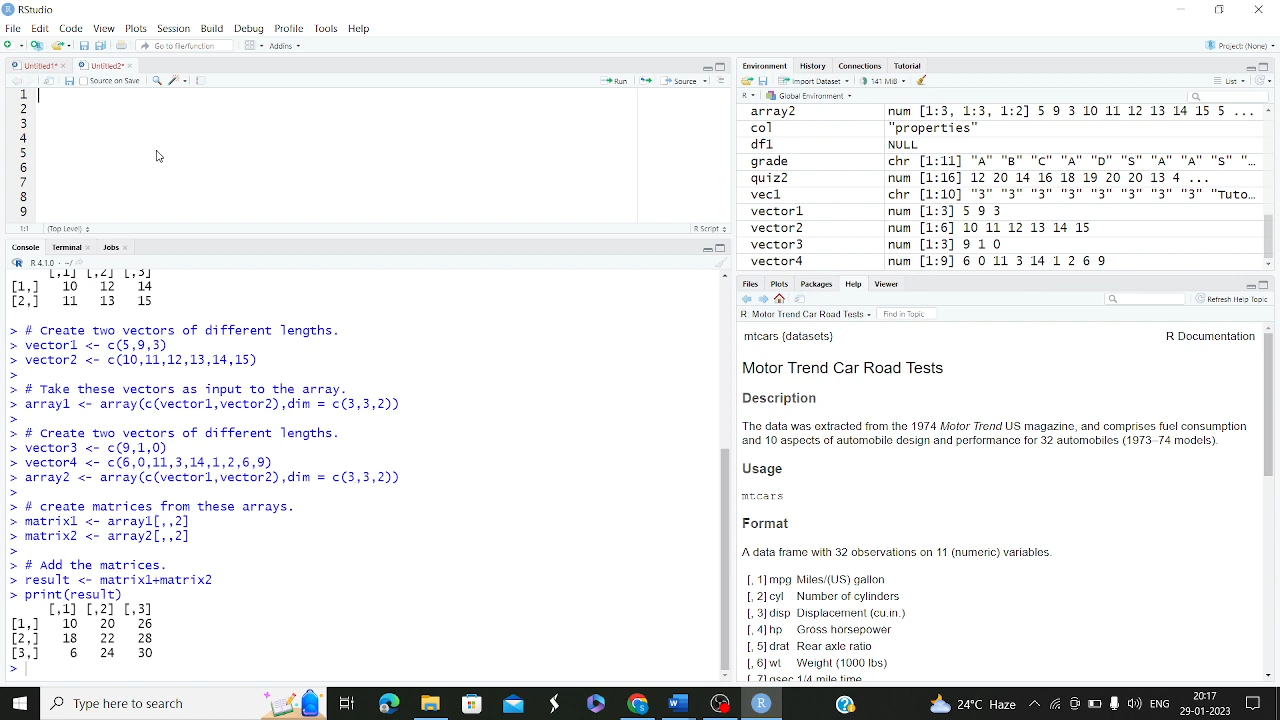 RStudio
File Edit Code View Plots Session Build Debug Profile Tools Help
Go to file/function Addins Project: (None)
Untitled1* Untitled2*
Source on Save Run Source
1
2
3
4
5
6
7
8
9
1:1 (Top Level) R Script
Console Terminal Jobs
R 4.1.0 · ~/
[,1] [,2] [,3]
[1,] 10 12 14
[2,] 11 13 15
> # Create two vectors of different lengths.
> vector1 <- c(5,9,3)
> vector2 <- c(10,11,12,13,14,15)
>
> # Take these vectors as input to the array.
> array1 <- array(c(vector1,vector2),dim = c(3,3,2))
>
> # Create two vectors of different lengths.
> vector3 <- c(9,1,0)
> vector4 <- c(6,0,11,3,14,1,2,6,9)
> array2 <- array(c(vector1,vector2),dim = c(3,3,2))
>
> # create matrices from these arrays.
> matrix1 <- array1[,,2]
> matrix2 <- array2[,,2]
>
> # Add the matrices.
> result <- matrix1+matrix2
> print(result)
[,1] [,2] [,3]
[1,] 10 20 26
[2,] 18 22 28
[3,] 6 24 30
>
Environment History Connections Tutorial
Import Dataset 141 MiB List
R Global Environment
array2 num [1:3, 1:3, 1:2] 5 9 3 10 11 12 13 14 15 5 ...
col "properties"
df1 NULL
grade chr [1:11] "A" "B" "C" "A" "D" "S" "A" "A" "S" "...
quiz2 num [1:16] 12 20 14 16 18 19 20 20 13 4 ...
vec1 chr [1:10] "3" "3" "3" "3" "3" "3" "3" "3" "3" "Tuto...
vector1 num [1:3] 5 9 3
vector2 num [1:6] 10 11 12 13 14 15
vector3 num [1:3] 9 1 0
vector4 num [1:9] 6 0 11 3 14 1 2 6 9
Files Plots Packages Help Viewer
Refresh Help Topic
R: Motor Trend Car Road Tests Find in Topic
mtcars {datasets} R Documentation
Motor Trend Car Road Tests
Description
The data was extracted from the 1974 Motor Trend US magazine, and comprises fuel consumption
and 10 aspects of automobile design and performance for 32 automobiles (1973–74 models).
Usage
mtcars
Format
A data frame with 32 observations on 11 (numeric) variables.
[, 1] mpg Miles/(US) gallon
[, 2] cyl Number of cylinders
[, 3] disp Displacement (cu.in.)
[, 4] hp Gross horsepower
[, 5] drat Rear axle ratio
[, 6] wt Weight (1000 lbs)
[, 7] qsec 1/4 mile time
Type here to search
24°C Haze ENG 20:17
29-01-2023